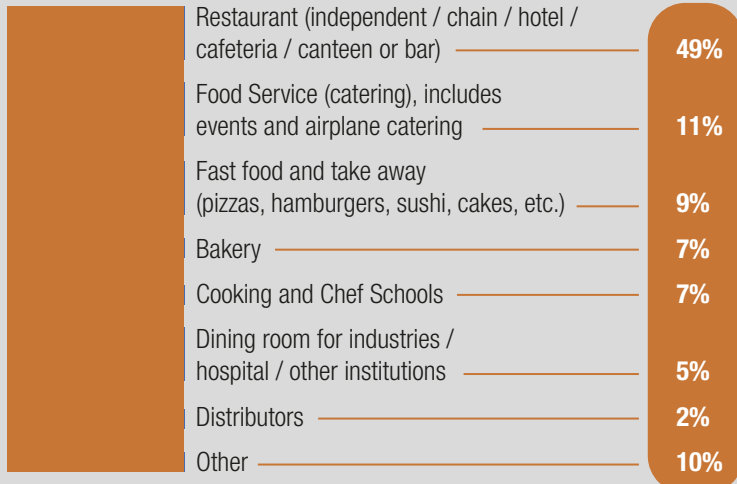 Restaurant (independent / chain / hotel /
cafeteria / canteen or bar) 49%
Food Service (catering), includes
events and airplane catering 11%
Fast food and take away
(pizzas, hamburgers, sushi, cakes, etc.) 9%
Bakery 7%
Cooking and Chef Schools 7%
Dining room for industries /
hospital / other institutions 5%
Distributors 2%
Other 10%